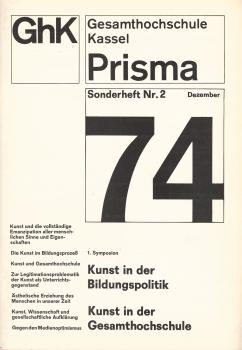 GhK
Gesamthochschule
Kassel
Prisma
Sonderheft Nr. 2
Dezember
74
Kunst und die vollständige
Emanzipation aller mensch-
lichen Sinne und Eigen-
schaften
Die Kunst im Bildungsprozeß
Kunst und Gesamthochschule
Zur Legitimationsproblematik
der Kunst als Unterrichts-
gegenstand
Ästhetische Erziehung des
Menschen in unserer Zeit
Kunst, Wissenschaft und
gesellschaftliche Aufklärung
Gegen den Medienoptimismus
1. Symposion
Kunst in der
Bildungspolitik
Kunst in der
Gesamthochschule